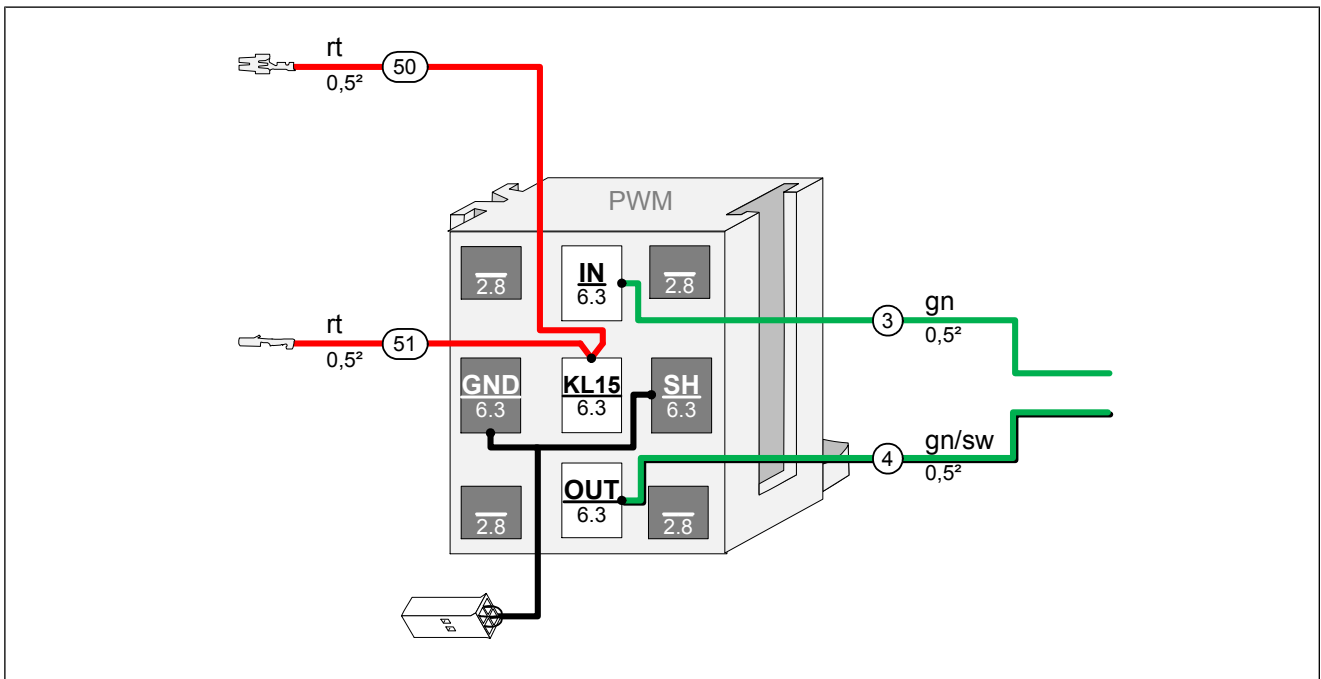 rt
50
0,5²
PWM
2.8
IN
6.3
2.8
3
gn
0,5²
rt
51
0,5²
GND
6.3
KL15
6.3
SH
6.3
4
gn/sw
0,5²
2.8
OUT
6.3
2.8